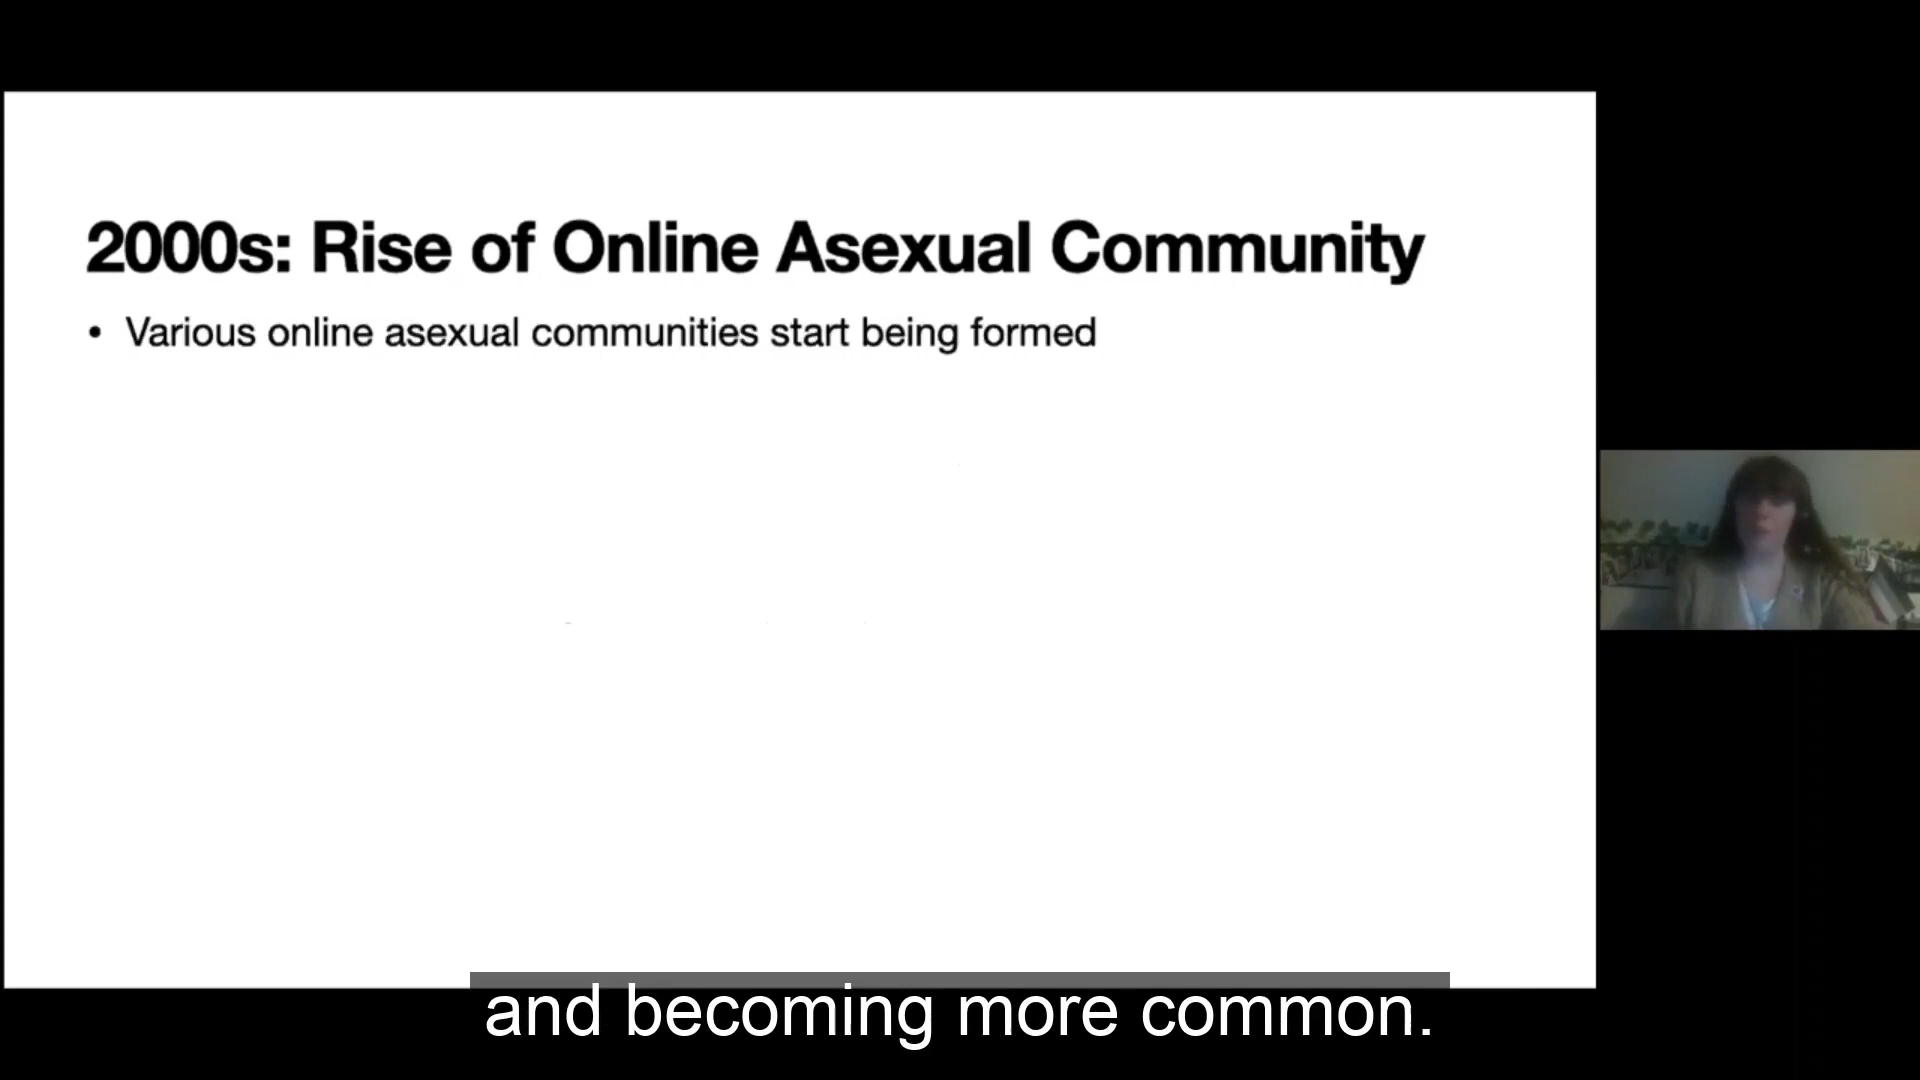 2000s: Rise of Online Asexual Community
• Various online asexual communities start being formed
and becoming more common.